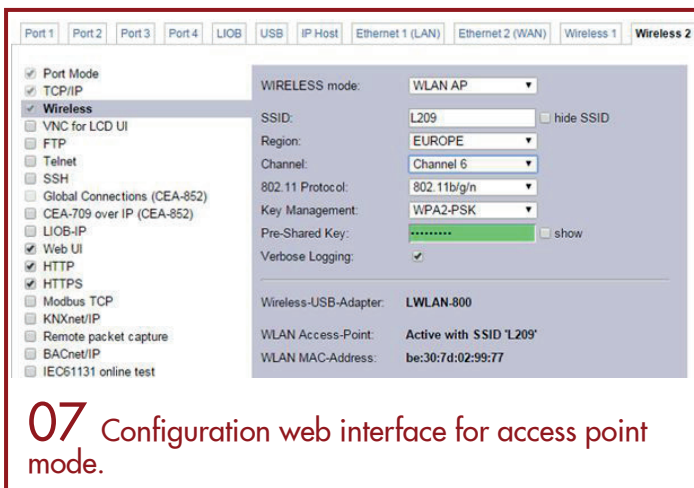 Port 1 Port 2 Port 3 Port 4 LIOB USB IP Host Ethernet 1 (LAN) Ethernet 2 (WAN) Wireless 1 Wireless 2
Port Mode
TCP/IP
Wireless
VNC for LCD UI
FTP
Telnet
SSH
Global Connections (CEA-852)
CEA-709 over IP (CEA-852)
LIOB-IP
Web UI
HTTP
HTTPS
Modbus TCP
KNXnet/IP
Remote packet capture
BACnet/IP
IEC61131 online test
WIRELESS mode: WLAN AP
SSID: L209 hide SSID
Region: EUROPE
Channel: Channel 6
802.11 Protocol: 802.11b/g/n
Key Management: WPA2-PSK
Pre-Shared Key: ········· show
Verbose Logging:
Wireless-USB-Adapter: LWLAN-800
WLAN Access-Point: Active with SSID 'L209'
WLAN MAC-Address: be:30:7d:02:99:77
07 Configuration web interface for access point
mode.